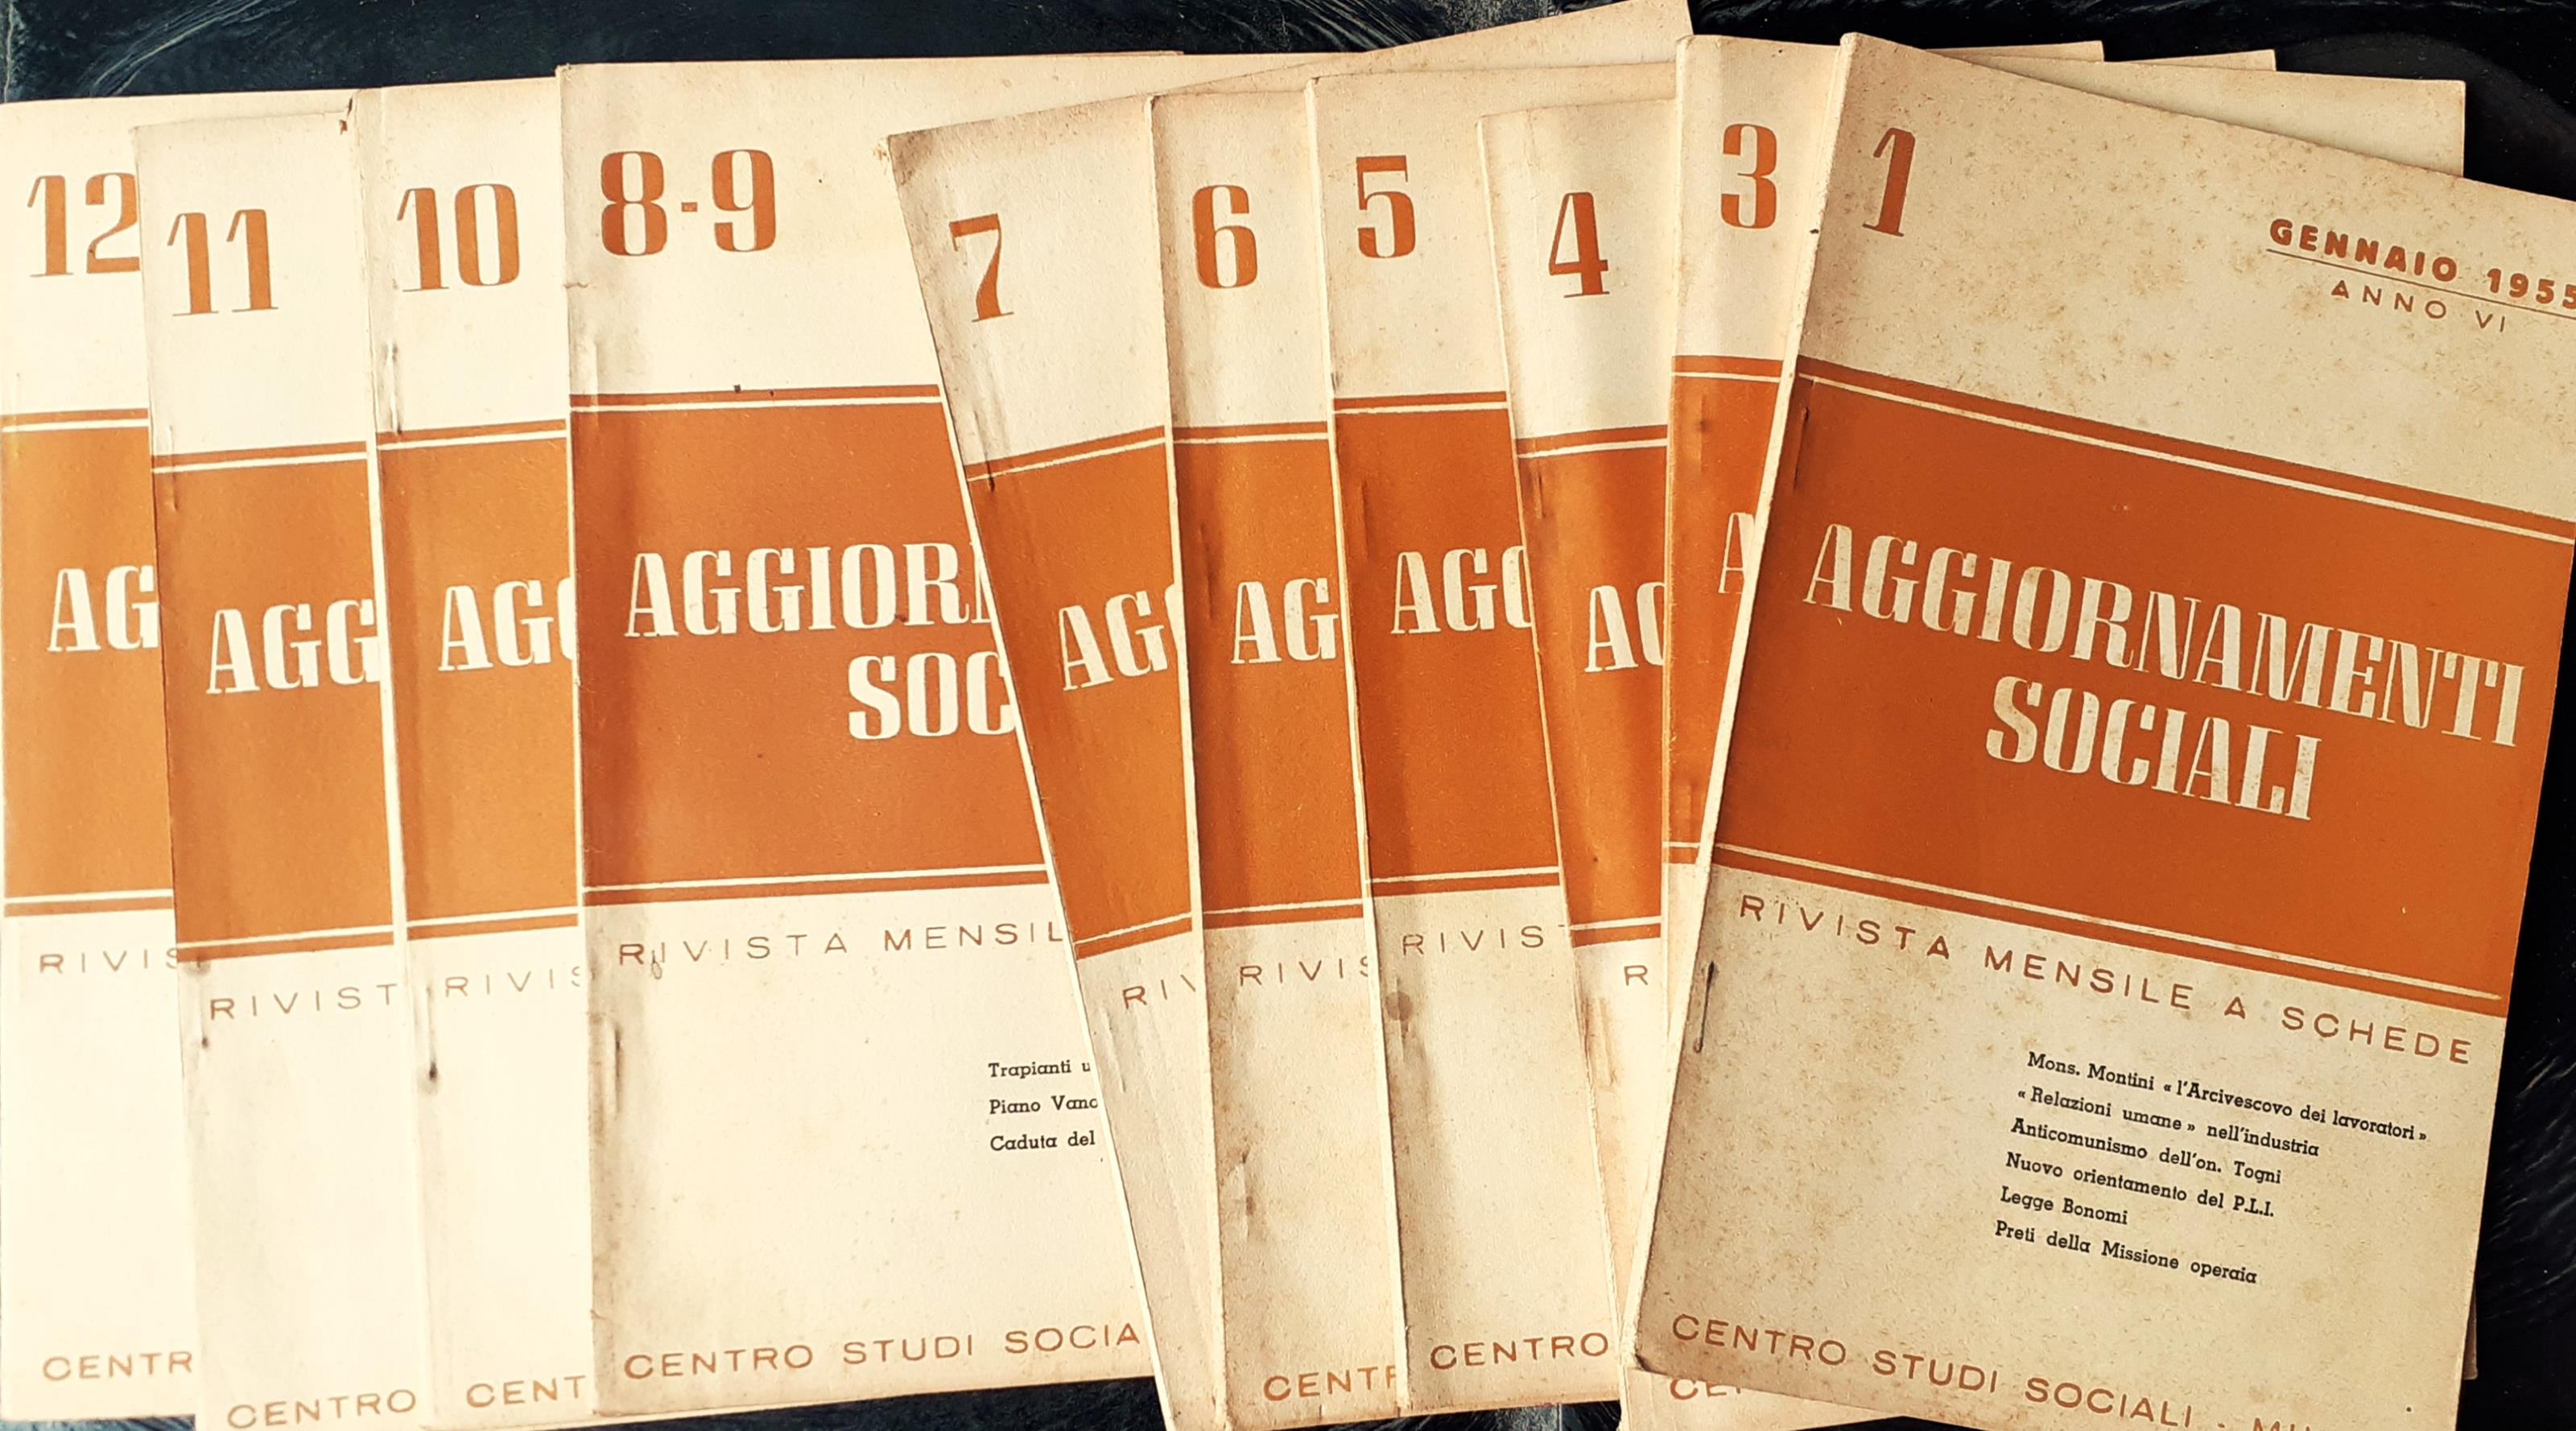 12
AG
RIVIS
CENTR
11
AGG
RIVIST
CENTRO
10
AGG
RIVIS
CENT
8-9
AGGIOR
SOC
RIVISTA MENSIL
Trapianti u
Piano Vano
Caduta del
CENTRO STUDI SOCIA
7
AGG
RIV
6
AG
RIVIS
CENTR
5
AGG
RIVIST
CENTRO
4
AG
R
3
A
CE
1
GENNAIO 1955
ANNO VI
AGGIORNAMENTI
SOCIALI
RIVISTA MENSILE A SCHEDE
Mons. Montini « l'Arcivescovo dei lavoratori »
« Relazioni umane » nell'industria
Anticomunismo dell'on. Togni
Nuovo orientamento del P.L.I.
Legge Bonomi
Preti della Missione operaia
CENTRO STUDI SOCIALI - MI